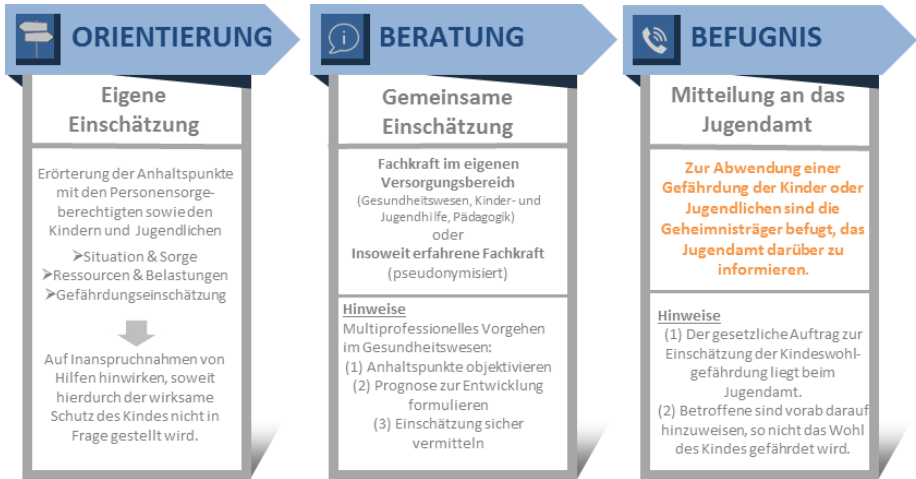 ORIENTIERUNG
Eigene
Einschätzung
Erörterung der Anhaltspunkte
mit den Personensorge-
berechtigten sowie den
Kindern und Jugendlichen
➢Situation & Sorge
➢Ressourcen & Belastungen
➢Gefährdungseinschätzung
Auf Inanspruchnahmen von
Hilfen hinwirken, soweit
hierdurch der wirksame
Schutz des Kindes nicht in
Frage gestellt wird.
BERATUNG
Gemeinsame
Einschätzung
Fachkraft im eigenen
Versorgungsbereich
(Gesundheitswesen, Kinder- und
Jugendhilfe, Pädagogik)
oder
Insoweit erfahrene Fachkraft
(pseudonymisiert)
Hinweise
Multiprofessionelles Vorgehen
im Gesundheitswesen:
(1) Anhaltspunkte objektivieren
(2) Prognose zur Entwicklung
formulieren
(3) Einschätzung sicher
vermitteln
BEFUGNIS
Mitteilung an das
Jugendamt
Zur Abwendung einer
Gefährdung der Kinder oder
Jugendlichen sind die
Geheimnisträger befugt, das
Jugendamt darüber zu
informieren.
Hinweise
(1) Der gesetzliche Auftrag zur
Einschätzung der Kindeswohl-
gefährdung liegt beim
Jugendamt.
(2) Betroffene sind vorab darauf
hinzuweisen, so nicht das Wohl
des Kindes gefährdet wird.